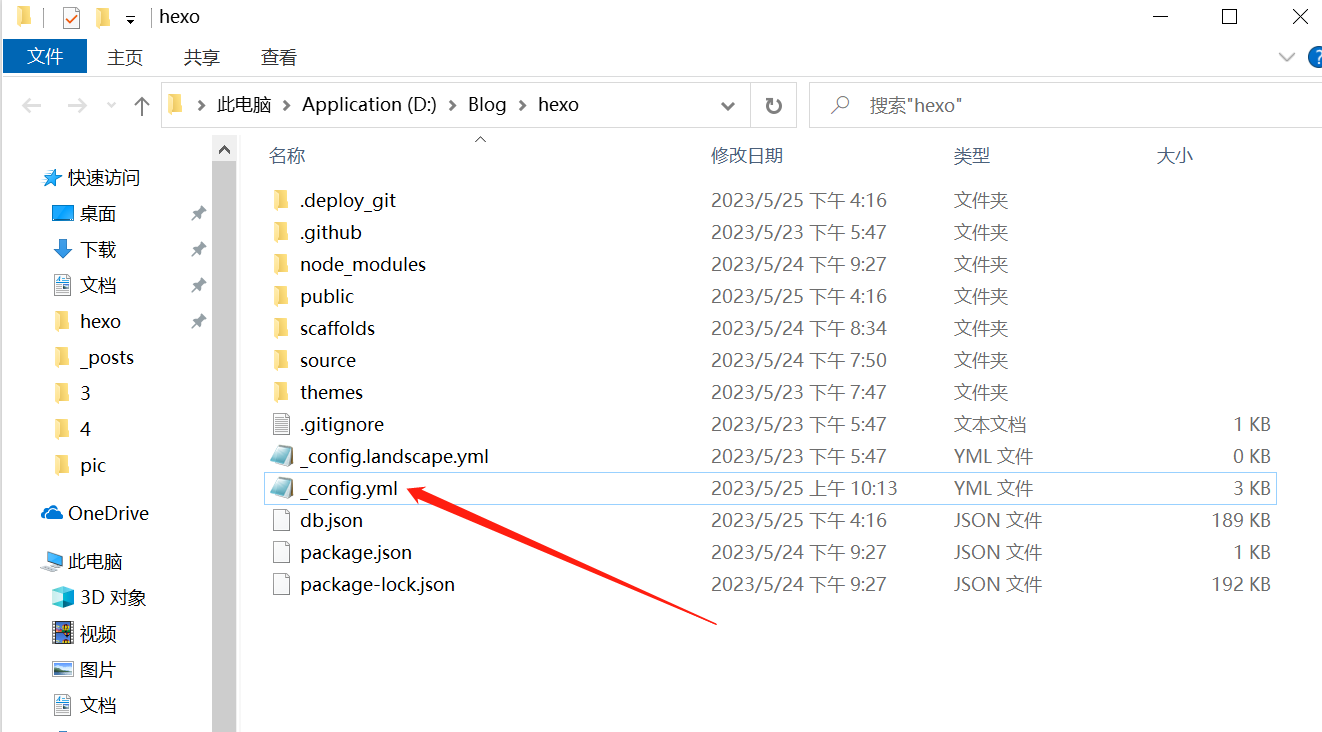 hexo
文件 主页 共享 查看 ?
此电脑 Application (D:) Blog hexo 搜索"hexo"
快速访问
桌面
下载
文档
hexo
_posts
3
4
pic
OneDrive
此电脑
3D 对象
视频
图片
文档
名称 修改日期 类型 大小
.deploy_git 2023/5/25 下午 4:16 文件夹
.github 2023/5/23 下午 5:47 文件夹
node_modules 2023/5/24 下午 9:27 文件夹
public 2023/5/25 下午 4:16 文件夹
scaffolds 2023/5/24 下午 8:34 文件夹
source 2023/5/24 下午 7:50 文件夹
themes 2023/5/23 下午 7:47 文件夹
.gitignore 2023/5/23 下午 5:47 文本文档 1 KB
_config.landscape.yml 2023/5/23 下午 5:47 YML 文件 0 KB
_config.yml 2023/5/25 上午 10:13 YML 文件 3 KB
db.json 2023/5/25 下午 4:16 JSON 文件 189 KB
package.json 2023/5/24 下午 9:27 JSON 文件 1 KB
package-lock.json 2023/5/24 下午 9:27 JSON 文件 192 KB